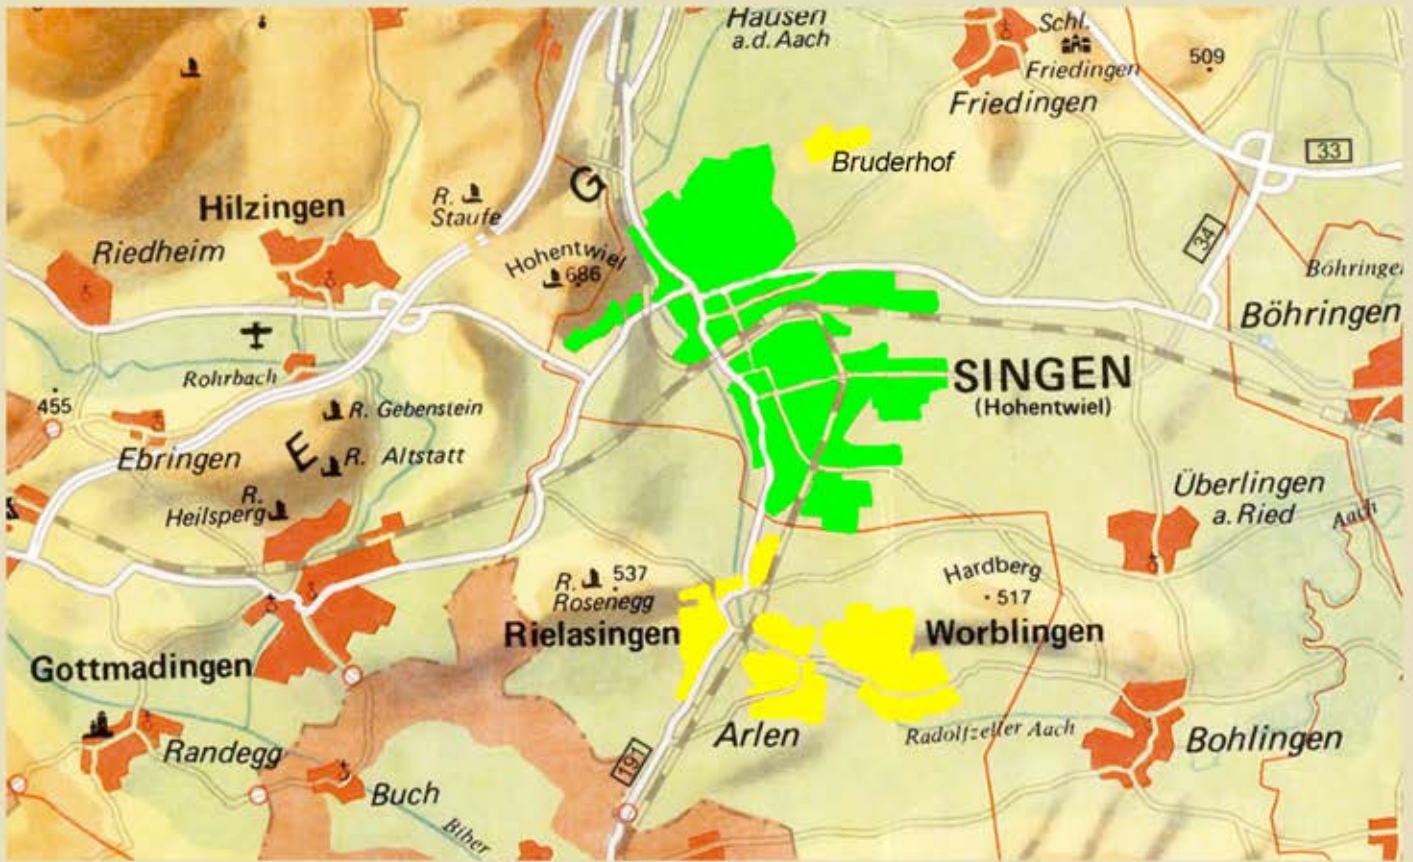 Hausen
a.d. Aach
Schl.
Friedingen
Friedingen
509
33
Bruderhof
G
R.
Staufe
Hilzingen
Riedheim
Hohentwiel
686
34
Böhringe
Böhringen
Rohrbach
SINGEN
(Hohentwiel)
455
R. Gebenstein
E
R. Altstatt
Ebringen
R.
Heilsperg
Überlingen
a. Ried
Aach
R.
Rosenegg
537
Hardberg
517
Rielasingen
Worblingen
Gottmadingen
Arlen
Radolfzeller Aach
Bohlingen
Randegg
191
Buch
Biber